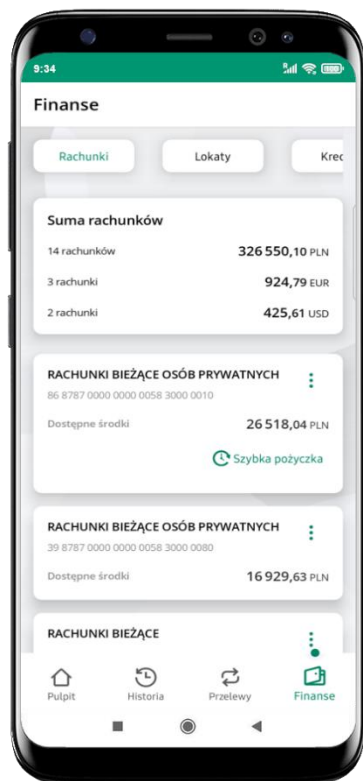 9:34
Finanse
Rachunki Lokaty Kred
Suma rachunków
14 rachunków 326 550,10 PLN
3 rachunki 924,79 EUR
2 rachunki 425,61 USD
RACHUNKI BIEŻĄCE OSÓB PRYWATNYCH
86 8787 0000 0000 0058 3000 0010
Dostępne środki 26 518,04 PLN
Szybka pożyczka
RACHUNKI BIEŻĄCE OSÓB PRYWATNYCH
39 8787 0000 0000 0058 3000 0080
Dostępne środki 16 929,63 PLN
RACHUNKI BIEŻĄCE
Pulpit Historia Przelewy Finanse